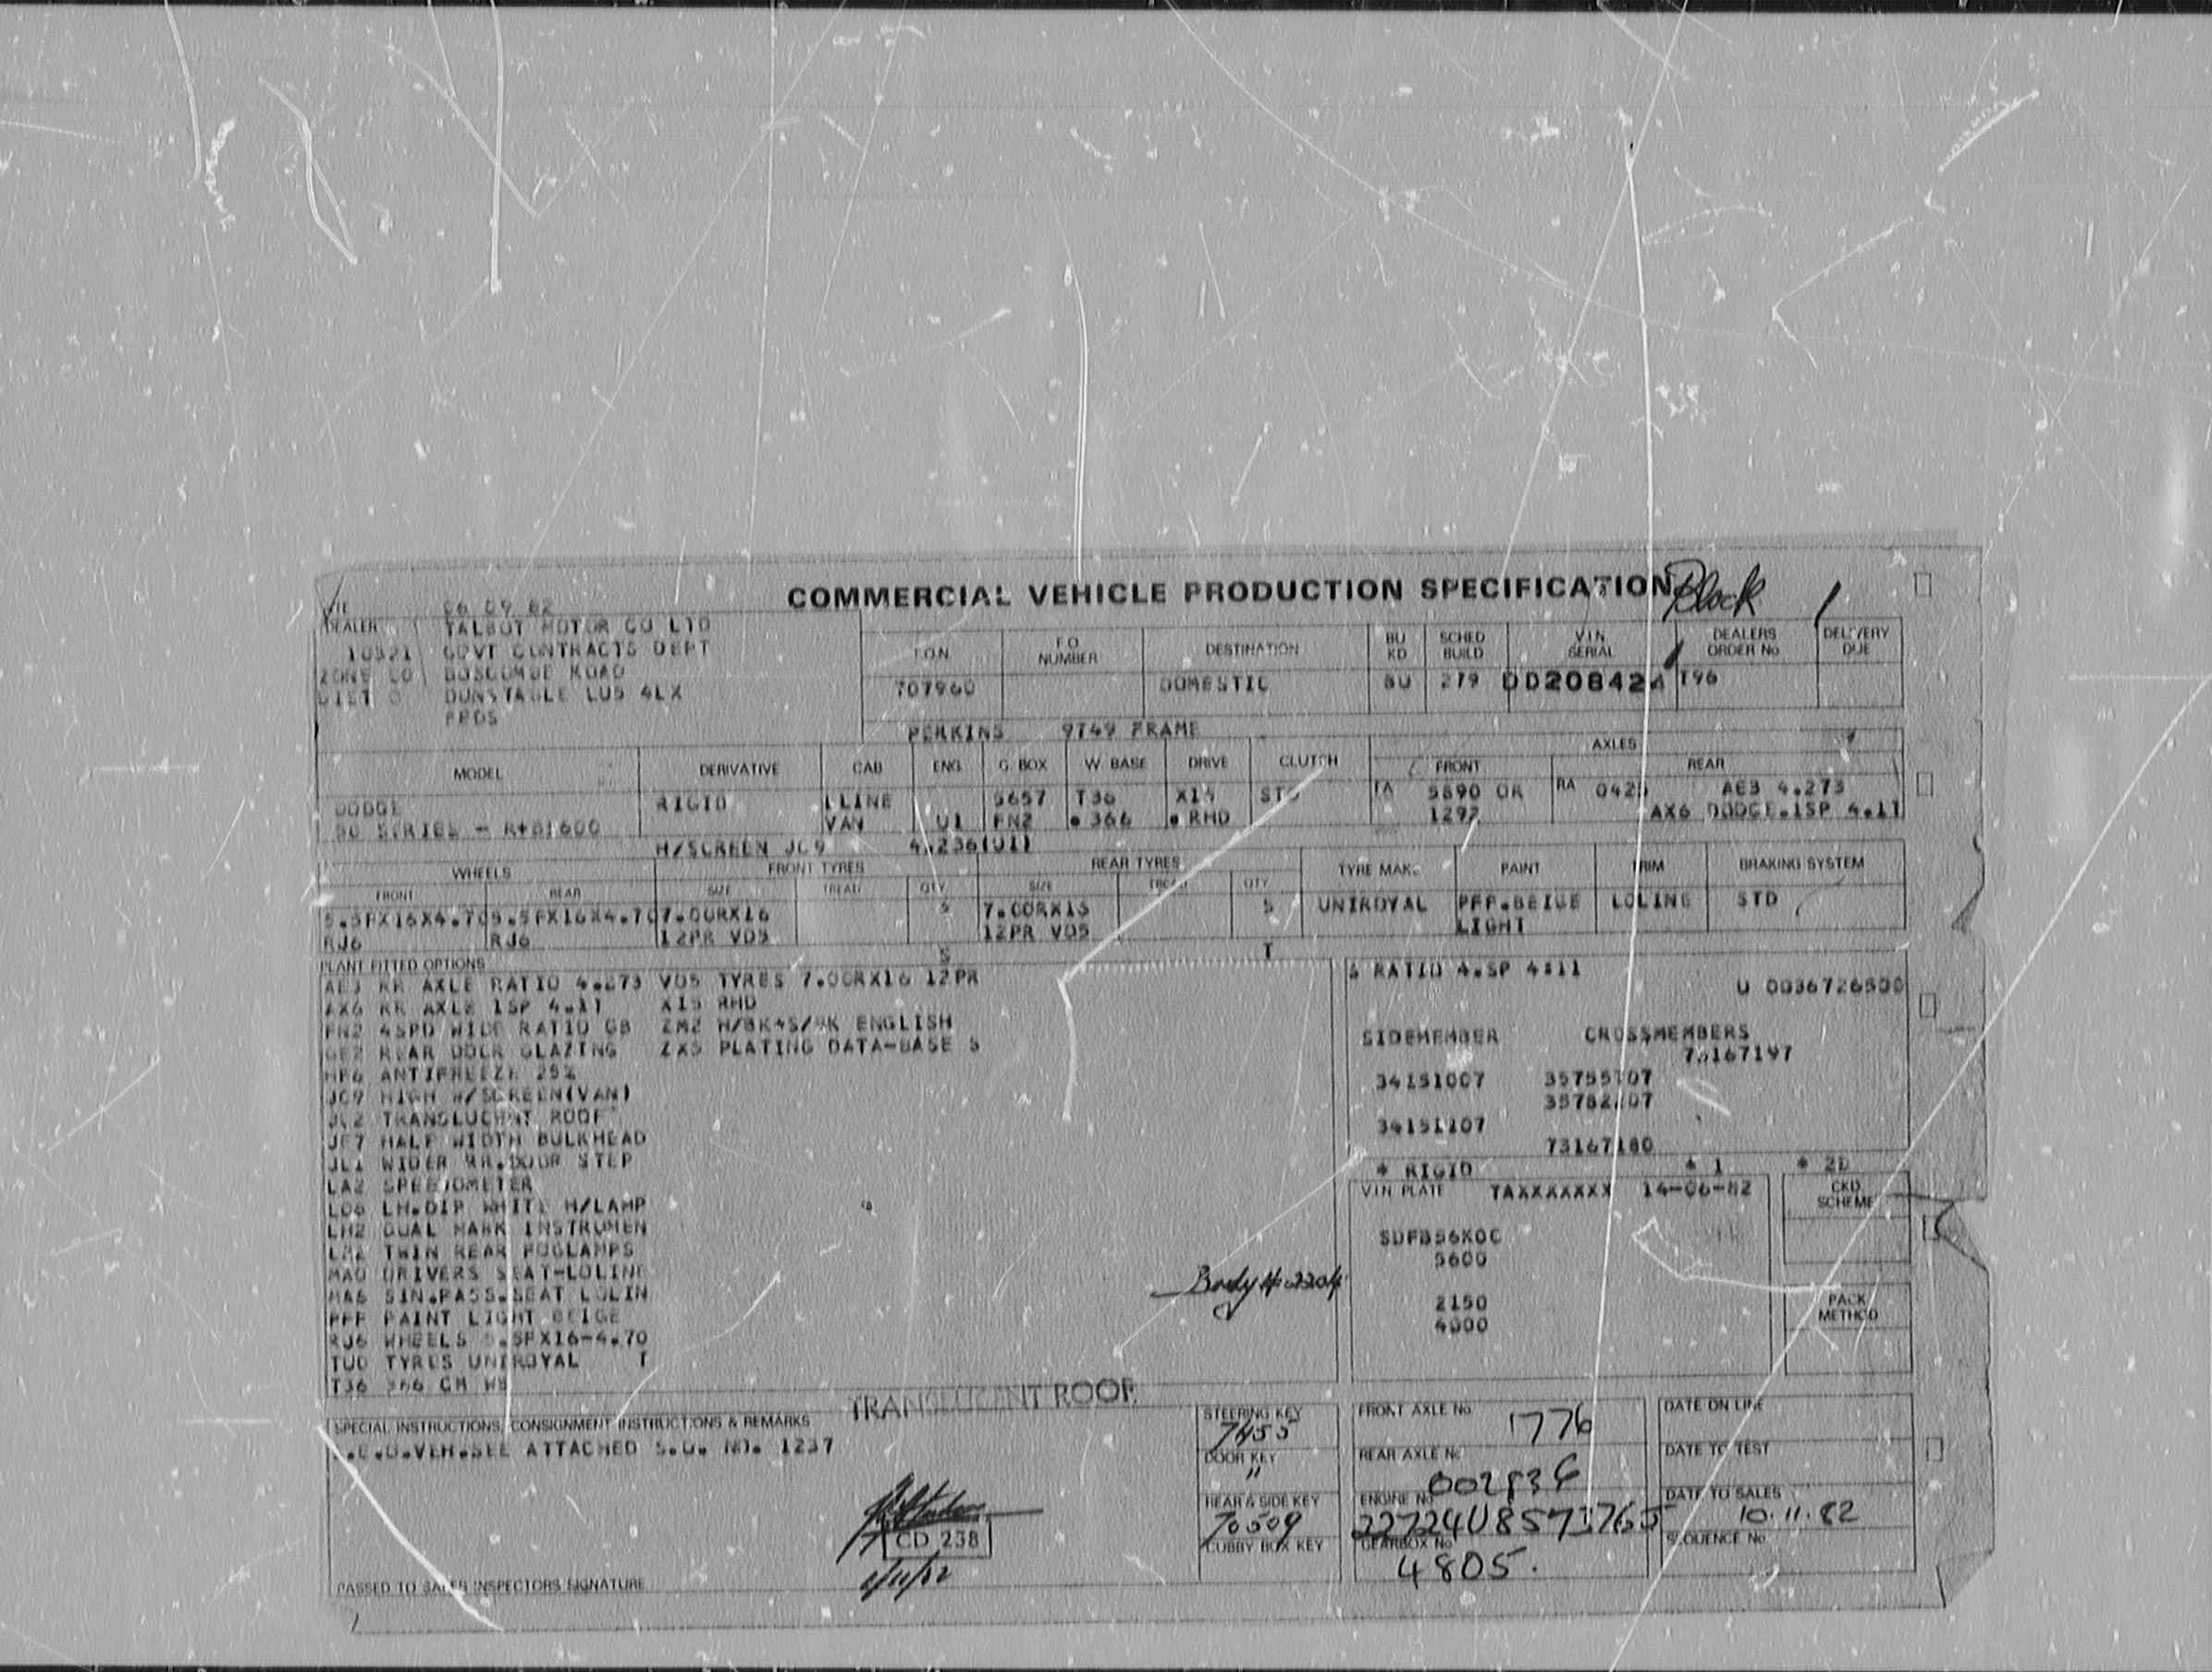 COMMERCIAL VEHICLE PRODUCTION SPECIFICATION Block
06 09 82
DEALER TALBOT MOTOR CO LTD
10321 GOVT CONTRACTS DEPT
ZONE BOSCOMBE ROAD
DIST 0 DUNSTABLE LU5 4LX
BEDS
T.O.N. F.O. NUMBER DESTINATION BU KD SCHED BUILD V.I.N. SERIAL DEALERS ORDER No. DELIVERY DUE
707960 DOMESTIC BU 279 DD208424 T96
PERKINS 9749 FRAME
MODEL DERIVATIVE CAB ENG. G. BOX W. BASE DRIVE CLUTCH AXLES
FRONT REAR
DODGE RIGID LLINE 5657 T36 X15 STD FA 5890 OR RA 0425 AE3 4.273
50 SERIES - VAN U1 FN2 • 366 • RHD 1292 AX6 DODGE.1SP 4.11
H/SCREEN JC9 4.236(U1)
WHEELS FRONT TYRES REAR TYRES TYRE MAKE PAINT TRIM BRAKING SYSTEM
FRONT REAR SIZE TREAD QTY SIZE TREAD QTY
5.5FX16X4.70 5.5FX16X4.70 7.00RX16 S 7.00RX16 S UNIROYAL PFP.BEIGE LOLINE STD
RJ6 RJ6 12PR VD5 12PR VD5 LIGHT
S T
PLANT FITTED OPTIONS
AE3 RR AXLE RATIO 4.273 VD5 TYRES 7.00RX16 12PR
AX6 RR AXLE 1SP 4.11 X15 RHD
FN2 4SPD WIDE RATIO GB ZM2 H/BK+S/BK ENGLISH
GE2 REAR DOOR GLAZING ZX5 PLATING DATA-BASE S
HF6 ANTIFREEZE 25%
JC9 HIGH W/SCREEN(VAN)
TRANSLUCENT ROOF
JE7 HALF WIDTH BULKHEAD
JL1 WIDER RR.DOOR STEP
LA2 SPEEDOMETER
LD6 LH.DIP WHITE H/LAMP
LH2 DUAL MARK INSTRUMEN
TWIN REAR FOGLAMPS
MA0 DRIVERS SEAT-LOLINE
MA6 SIN.PASS.SEAT LOLIN
PFP PAINT LIGHT BEIGE
RJ6 WHEELS 5.5FX16-4.70
TU0 TYRES UNIROYAL T
T36 366 CM WB
Body No 2204
S RATIO 4.SP 4:11
U 0036726500
SIDEMEMBER CROSSMEMBERS
73167197
34151007 35755107
35782207
34151107
73167180
* RIGID * 1 * 2D
VIN PLATE TAXXXXXXX 14-06-82 CKD. SCHEME
SDFB56K0C
5600
2150
4000
PACK METHOD
TRANSLUCENT ROOF.
SPECIAL INSTRUCTIONS, CONSIGNMENT INSTRUCTIONS & REMARKS
.E.O.VEH.SEE ATTACHED S.O. NO. 1237
STEERING KEY 7455
DOOR KEY "
REAR & SIDE KEY 70509
CUBBY BOX KEY
FRONT AXLE No. 1776
REAR AXLE No. 002836
ENGINE No. 22724U8573765
GEARBOX No. 4805.
DATE ON LINE
DATE TO TEST
DATE TO SALES 10.11.82
SEQUENCE No.
CD 238
PASSED TO SALES INSPECTORS SIGNATURE